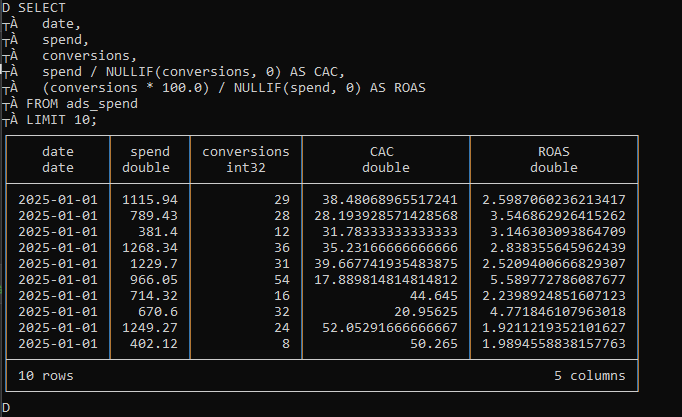 D SELECT
┬À   date,
┬À   spend,
┬À   conversions,
┬À   spend / NULLIF(conversions, 0) AS CAC,
┬À   (conversions * 100.0) / NULLIF(spend, 0) AS ROAS
┬À FROM ads_spend
┬À LIMIT 10;
date spend conversions CAC ROAS
date double int32 double double
2025-01-01 1115.94 29 38.48068965517241 2.5987060236213417
2025-01-01 789.43 28 28.193928571428568 3.546862926415262
2025-01-01 381.4 12 31.78333333333333 3.146303093864709
2025-01-01 1268.34 36 35.23166666666666 2.838355645962439
2025-01-01 1229.7 31 39.667741935483875 2.5209400666829307
2025-01-01 966.05 54 17.889814814814812 5.589772786087677
2025-01-01 714.32 16 44.645 2.2398924851607123
2025-01-01 670.6 32 20.95625 4.771846107963018
2025-01-01 1249.27 24 52.05291666666667 1.9211219352101627
2025-01-01 402.12 8 50.265 1.9894558838157763
10 rows 5 columns
D